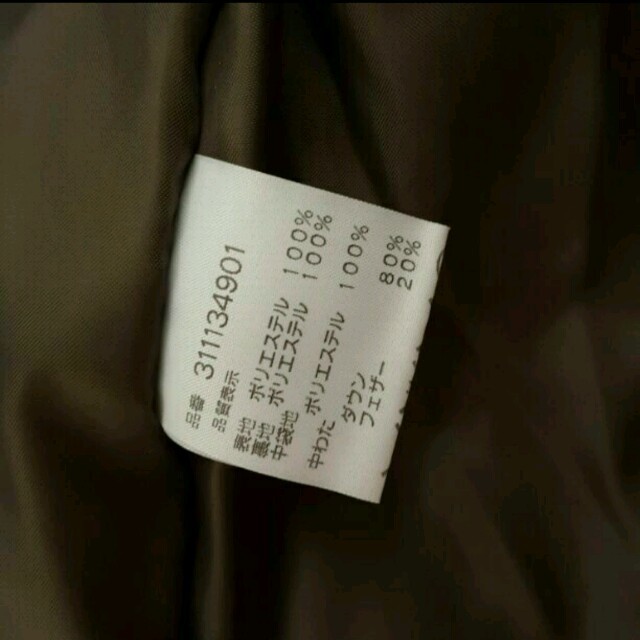 品番 3111134901
品質表示
表地 ポリエステル 100%
裏地 ポリエステル 100%
中衣地
ポリエステル 100%
中わた ダウン 80%
フェザー 20%